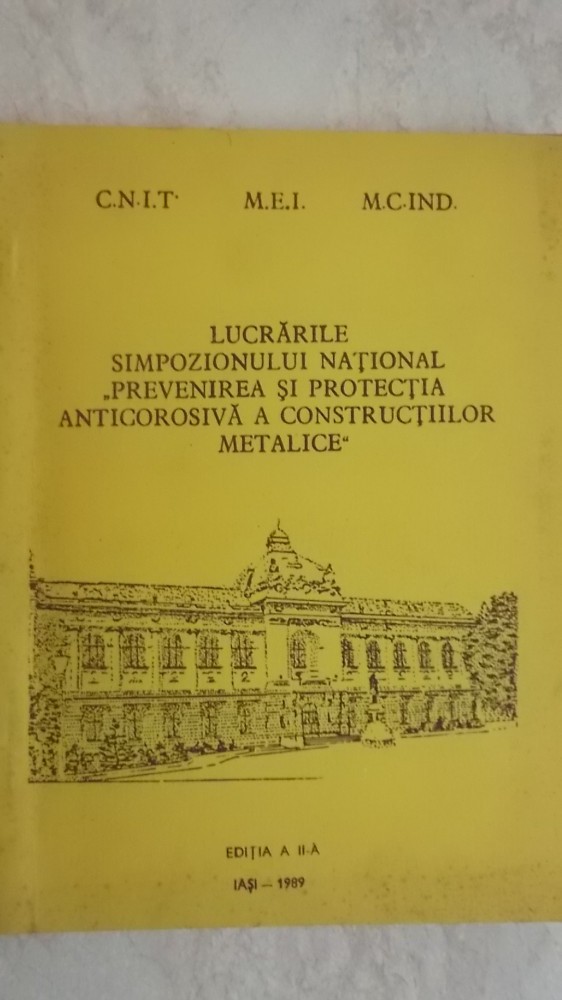 C.N.I.T. M.E.I. M.C.IND.
LUCRĂRILE
SIMPOZIONULUI NAŢIONAL
„PREVENIREA ŞI PROTECŢIA
ANTICOROSIVĂ A CONSTRUCŢIILOR
METALICE“
EDIŢIA A II-A
IAŞI — 1989